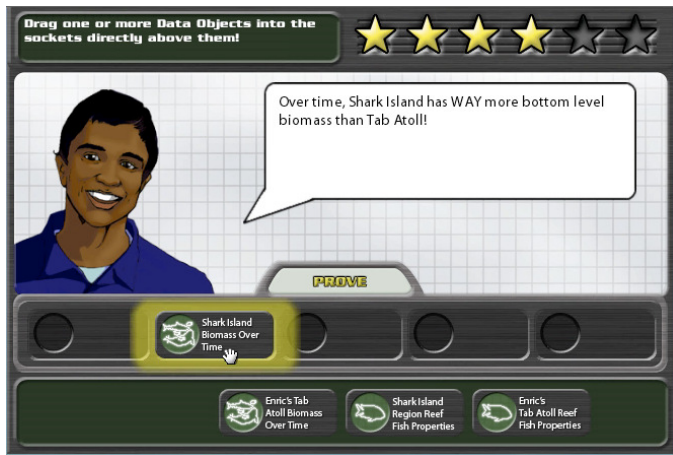 Drag one or more Data Objects into the
sockets directly above them!
Over time, Shark Island has WAY more bottom level
biomass than Tab Atoll!
PROVE
Shark Island
Biomass Over
Time
Enric's Tab
Atoll Biomass
Over Time
Shark Island
Region Reef
Fish Properties
Enric's
Tab Atoll Reef
Fish Properties